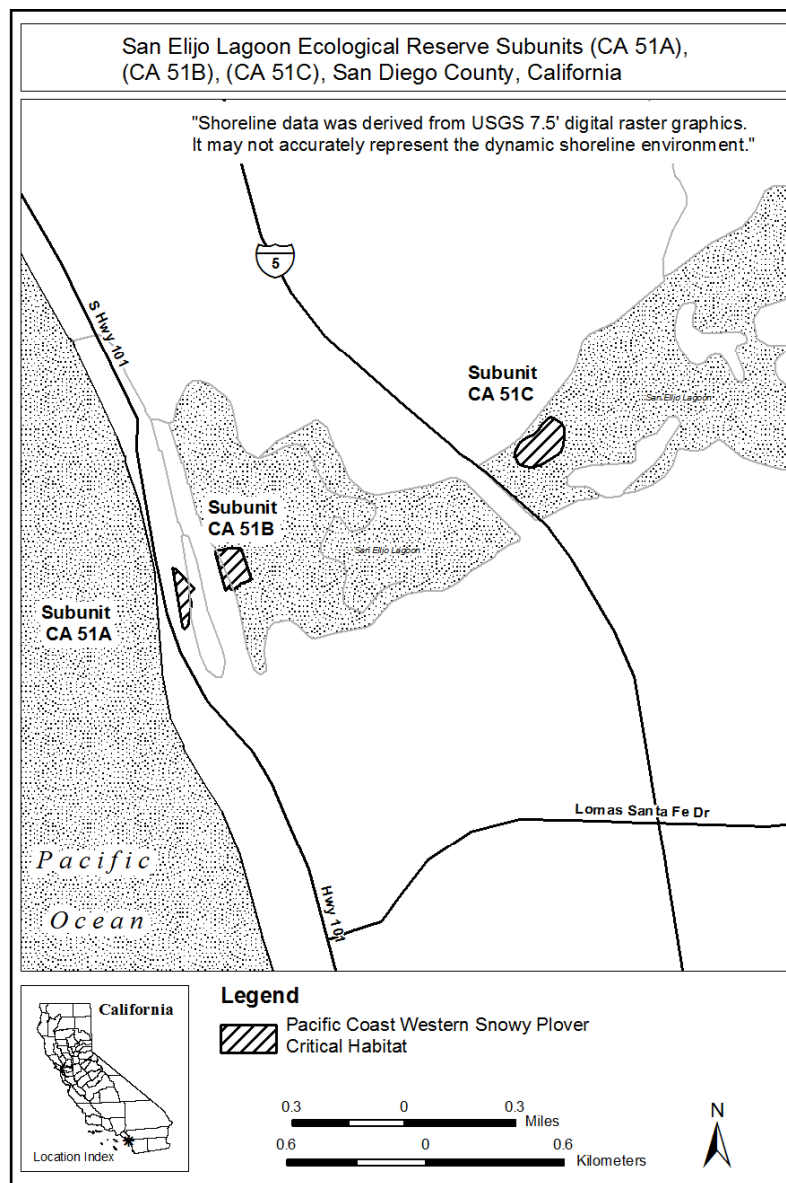 San Elijo Lagoon Ecological Reserve Subunits (CA 51A),
(CA 51B), (CA 51C), San Diego County, California
"Shoreline data was derived from USGS 7.5' digital raster graphics.
It may not accurately represent the dynamic shoreline environment."
5
S Hwy 101
Subunit
CA 51C
San Elijo Lagoon
Subunit
CA 51B
San Elijo Lagoon
Subunit
CA 51A
Lomas Santa Fe Dr
Pacific
Ocean
Hwy 101
California
Location Index
Legend
Pacific Coast Western Snowy Plover
Critical Habitat
0.3 0 0.3
Miles
0.6 0 0.6
Kilometers
N